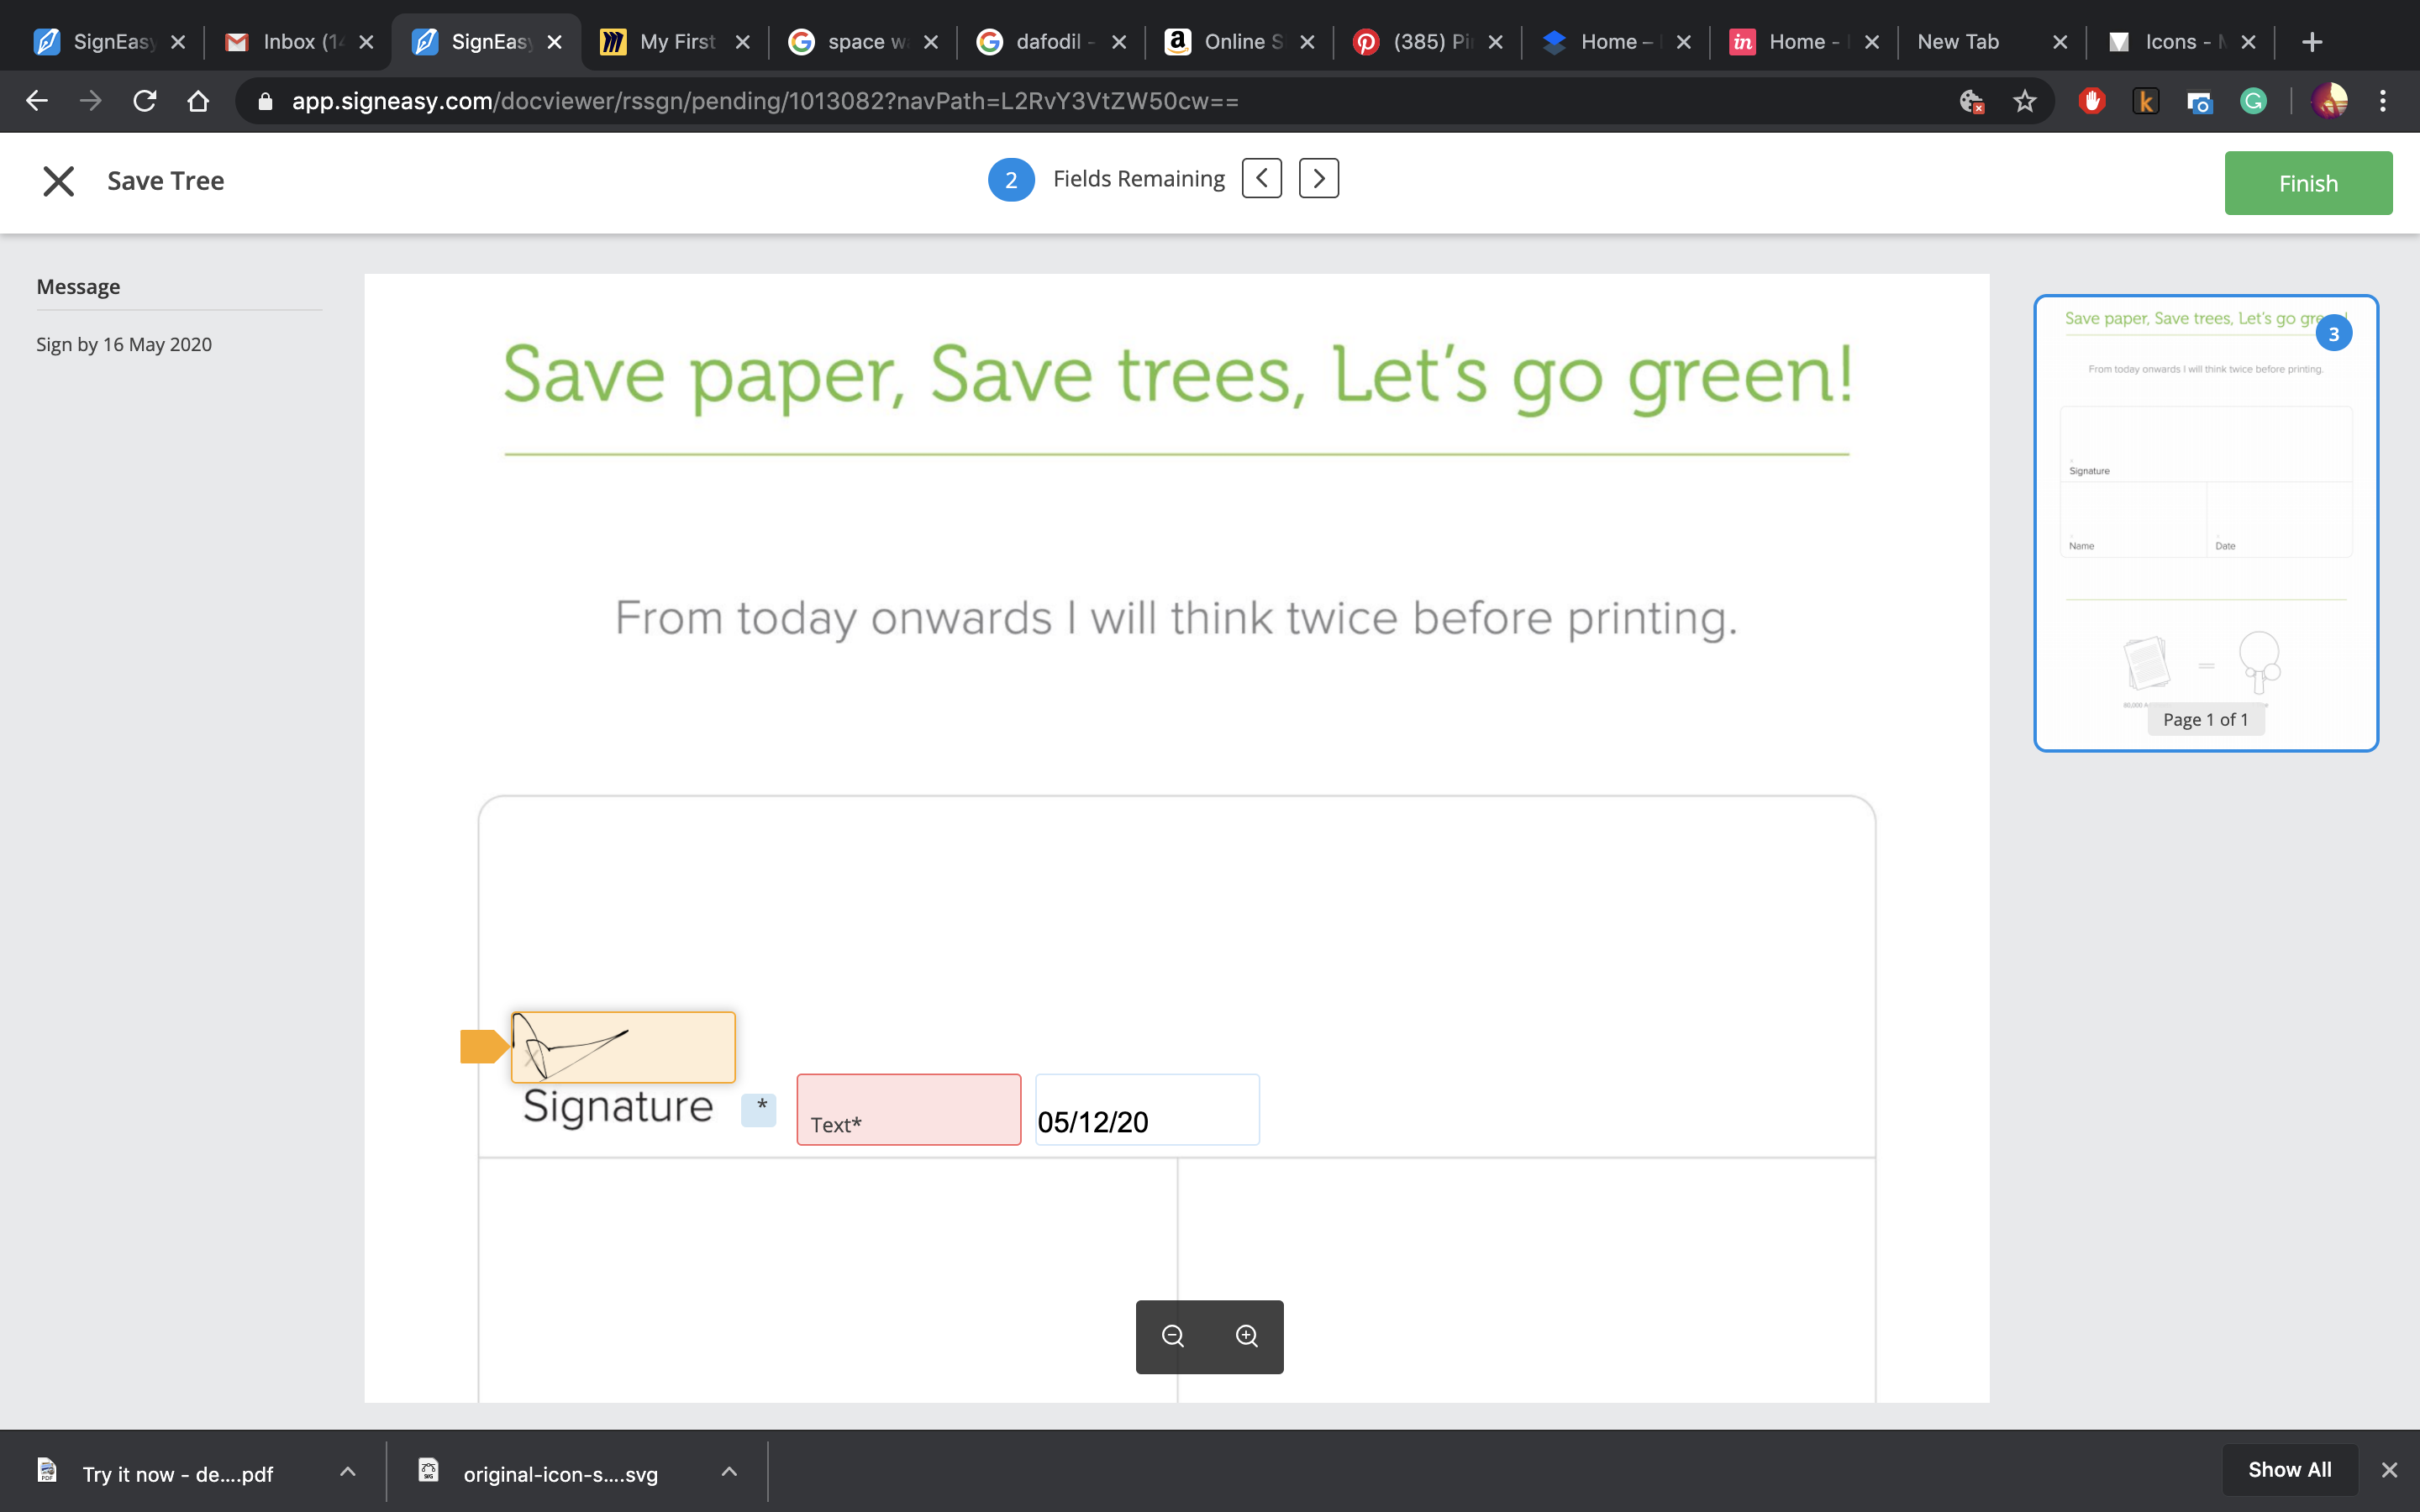 SignEasy
Inbox (14
SignEasy
My First
space w
dafodil -
Online S
(385) Pi
Home –
Home -
New Tab
Icons -
app.signeasy.com/docviewer/rssgn/pending/1013082?navPath=L2RvY3VtZW50cw==
Save Tree
2 Fields Remaining
Finish
Message
Sign by 16 May 2020
Save paper, Save trees, Let's go green!
From today onwards I will think twice before printing.
x
Signature
*
Text*
05/12/20
Save paper, Save trees, Let's go gre
3
From today onwards I will think twice before printing.
Signature
Name
Date
=
Page 1 of 1
Try it now - de....pdf
original-icon-s....svg
Show All